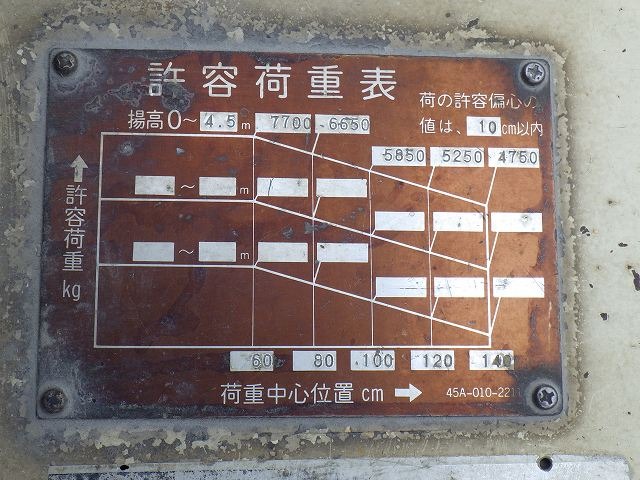 許容荷重表
荷の許容偏心の
値は、10cm以内
揚高0～4.5m 7700 6650
5850 5250 4750
～ m
～ m
許容荷重 kg
60 80 100 120 140
荷重中心位置 cm →
45A-010-221